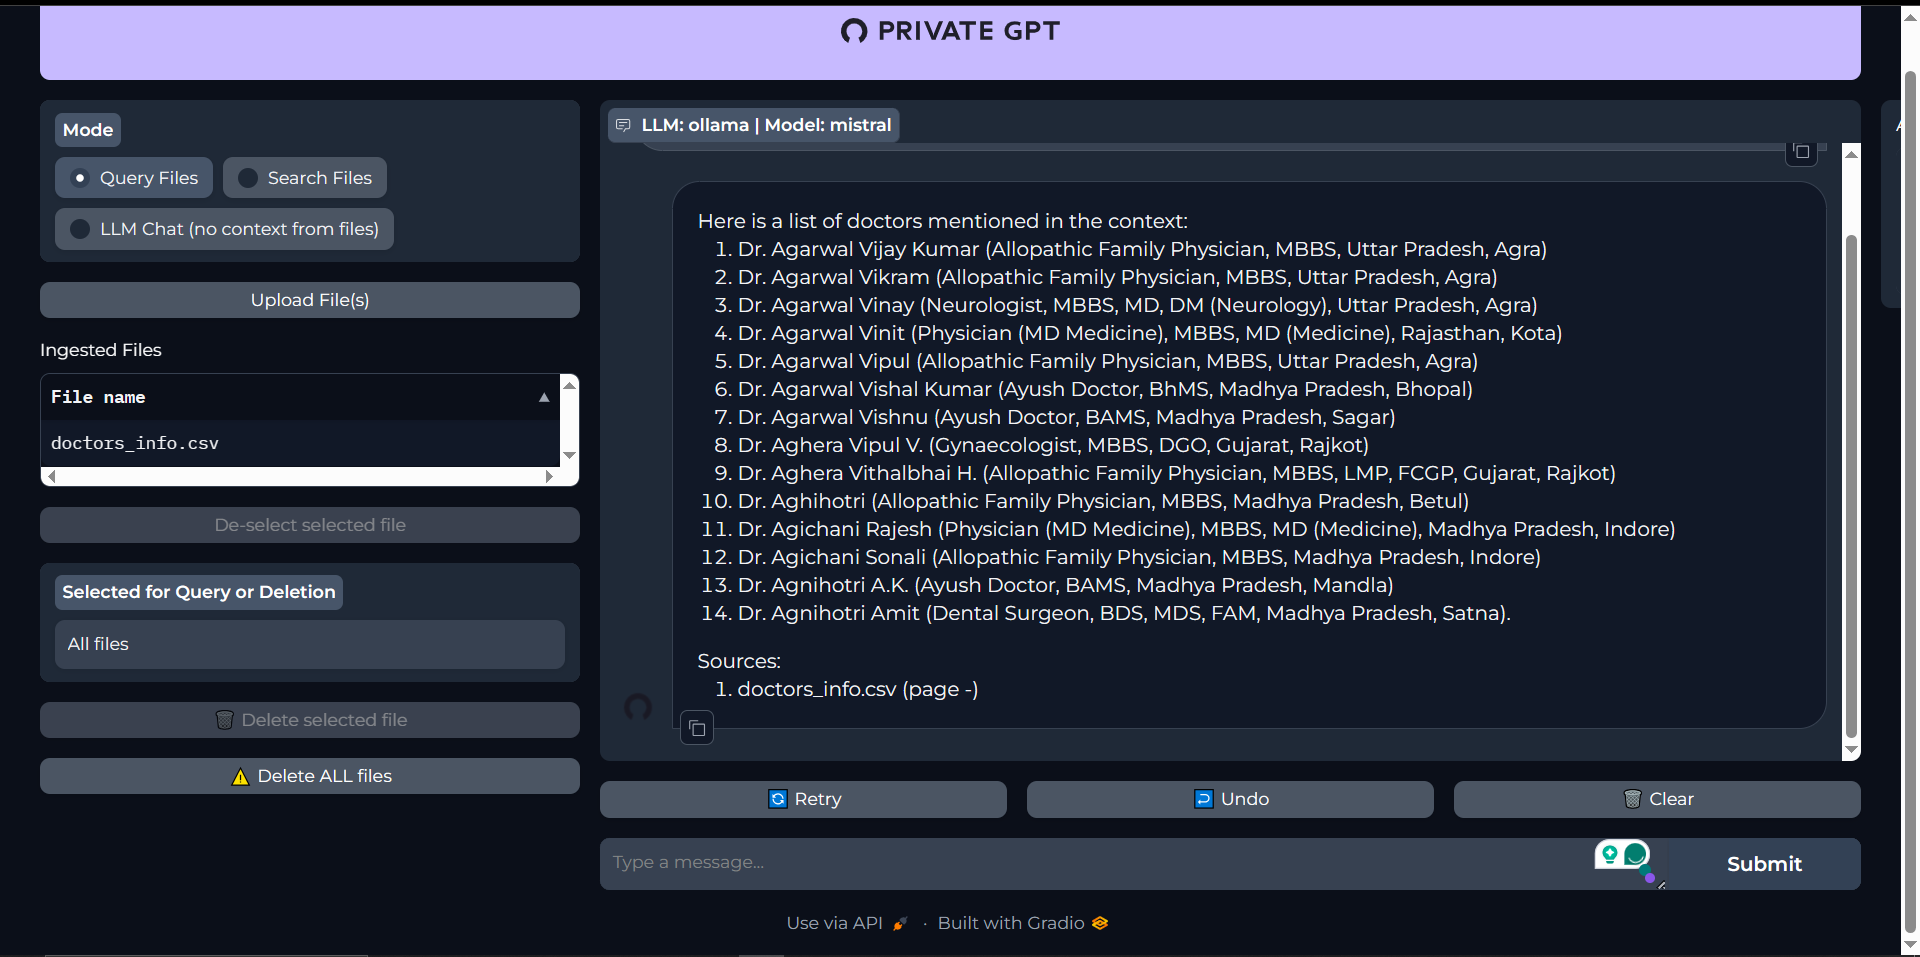 PRIVATE GPT
Mode
Query Files
Search Files
LLM Chat (no context from files)
Upload File(s)
Ingested Files
File name
doctors_info.csv
De-select selected file
Selected for Query or Deletion
All files
Delete selected file
Delete ALL files
LLM: ollama | Model: mistral
Here is a list of doctors mentioned in the context:
1. Dr. Agarwal Vijay Kumar (Allopathic Family Physician, MBBS, Uttar Pradesh, Agra)
2. Dr. Agarwal Vikram (Allopathic Family Physician, MBBS, Uttar Pradesh, Agra)
3. Dr. Agarwal Vinay (Neurologist, MBBS, MD, DM (Neurology), Uttar Pradesh, Agra)
4. Dr. Agarwal Vinit (Physician (MD Medicine), MBBS, MD (Medicine), Rajasthan, Kota)
5. Dr. Agarwal Vipul (Allopathic Family Physician, MBBS, Uttar Pradesh, Agra)
6. Dr. Agarwal Vishal Kumar (Ayush Doctor, BhMS, Madhya Pradesh, Bhopal)
7. Dr. Agarwal Vishnu (Ayush Doctor, BAMS, Madhya Pradesh, Sagar)
8. Dr. Aghera Vipul V. (Gynaecologist, MBBS, DGO, Gujarat, Rajkot)
9. Dr. Aghera Vithalbhai H. (Allopathic Family Physician, MBBS, LMP, FCGP, Gujarat, Rajkot)
10. Dr. Aghihotri (Allopathic Family Physician, MBBS, Madhya Pradesh, Betul)
11. Dr. Agichani Rajesh (Physician (MD Medicine), MBBS, MD (Medicine), Madhya Pradesh, Indore)
12. Dr. Agichani Sonali (Allopathic Family Physician, MBBS, Madhya Pradesh, Indore)
13. Dr. Agnihotri A.K. (Ayush Doctor, BAMS, Madhya Pradesh, Mandla)
14. Dr. Agnihotri Amit (Dental Surgeon, BDS, MDS, FAM, Madhya Pradesh, Satna).
Sources:
1. doctors_info.csv (page -)
Retry
Undo
Clear
Type a message...
Submit
Use via API · Built with Gradio